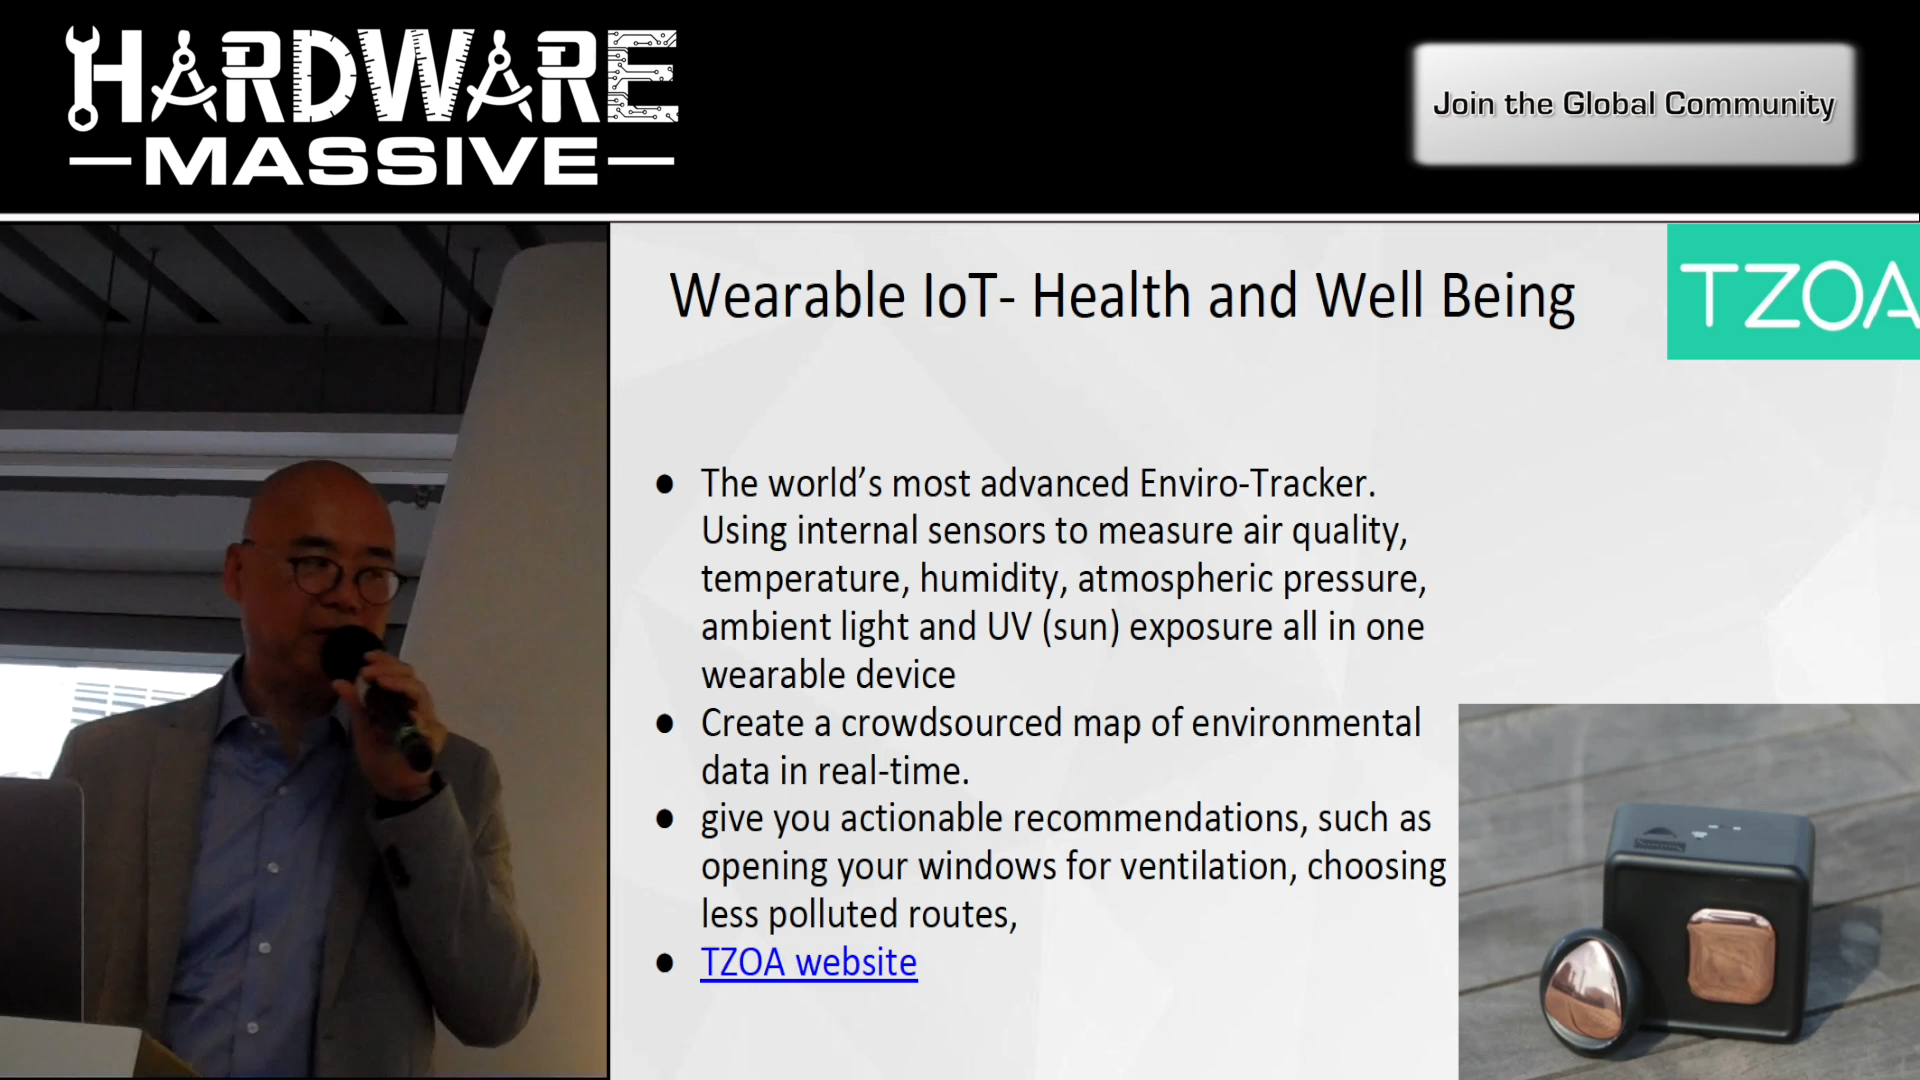 HARDWARE
MASSIVE
Join the Global Community
Wearable IoT- Health and Well Being
TZOA
● The world’s most advanced Enviro-Tracker.
Using internal sensors to measure air quality,
temperature, humidity, atmospheric pressure,
ambient light and UV (sun) exposure all in one
wearable device
● Create a crowdsourced map of environmental
data in real-time.
● give you actionable recommendations, such as
opening your windows for ventilation, choosing
less polluted routes,
● TZOA website